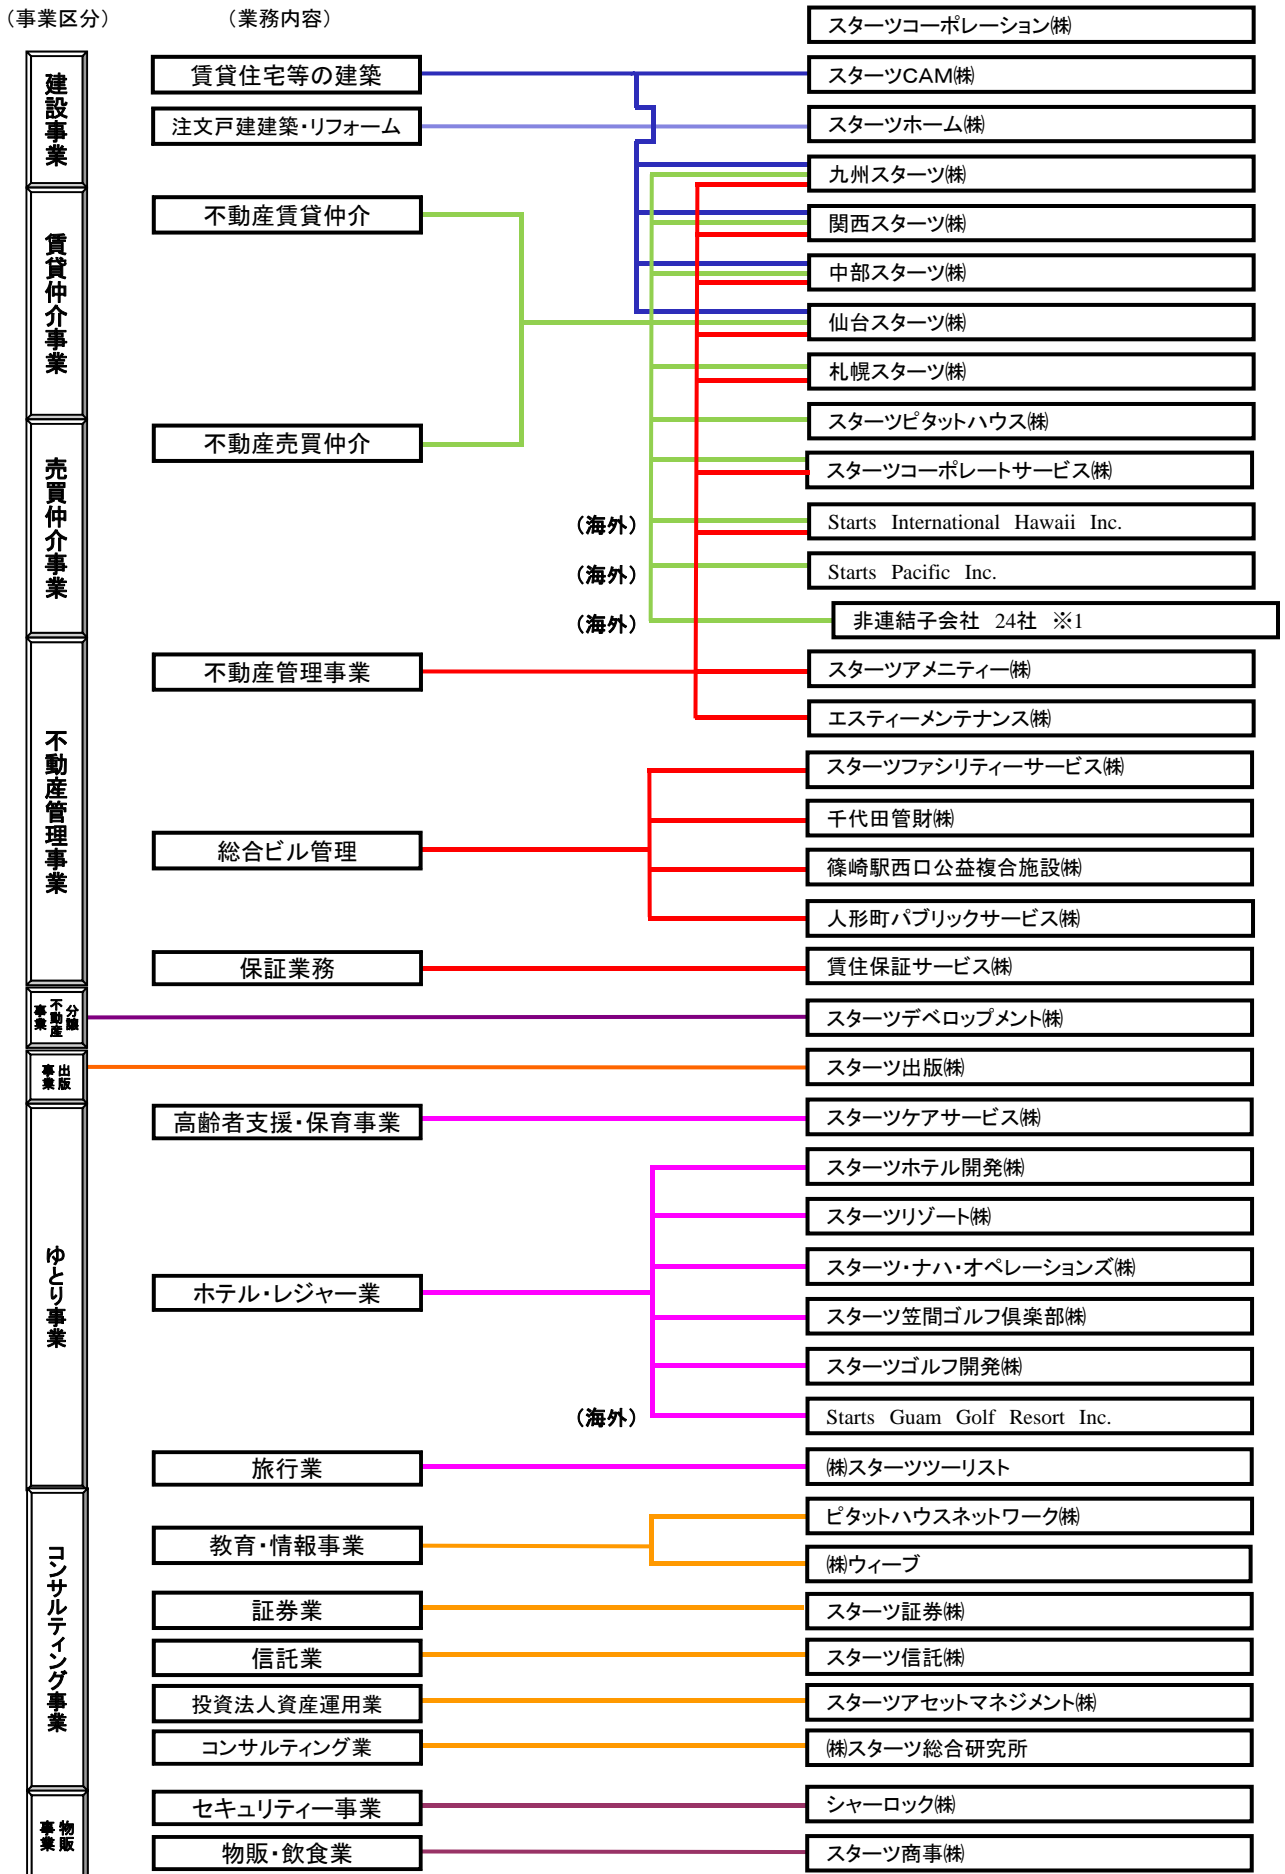 （事業区分）
（業務内容）
スターツコーポレーション㈱
建設事業
賃貸住宅等の建築
スターツCAM㈱
注文戸建建築・リフォーム
スターツホーム㈱
九州スターツ㈱
賃貸仲介事業
不動産賃貸仲介
関西スターツ㈱
中部スターツ㈱
仙台スターツ㈱
札幌スターツ㈱
売買仲介事業
不動産売買仲介
スターツピタットハウス㈱
スターツコーポレートサービス㈱
（海外）
Starts International Hawaii Inc.
（海外）
Starts Pacific Inc.
（海外）
非連結子会社 24社 ※1
不動産管理事業
不動産管理事業
スターツアメニティー㈱
エスティーメンテナンス㈱
スターツファシリティーサービス㈱
千代田管財㈱
総合ビル管理
篠崎駅西口公益複合施設㈱
人形町パブリックサービス㈱
保証業務
賃住保証サービス㈱
分譲
不動産
事業
スターツデベロップメント㈱
出版
事業
スターツ出版㈱
ゆとり事業
高齢者支援・保育事業
スターツケアサービス㈱
スターツホテル開発㈱
スターツリゾート㈱
スターツ・ナハ・オペレーションズ㈱
ホテル・レジャー業
スターツ笠間ゴルフ倶楽部㈱
スターツゴルフ開発㈱
（海外）
Starts Guam Golf Resort Inc.
旅行業
㈱スターツツーリスト
コンサルティング事業
ピタットハウスネットワーク㈱
教育・情報事業
㈱ウィーブ
証券業
スターツ証券㈱
信託業
スターツ信託㈱
投資法人資産運用業
スターツアセットマネジメント㈱
コンサルティング業
㈱スターツ総合研究所
物販
事業
セキュリティー事業
シャーロック㈱
物販・飲食業
スターツ商事㈱